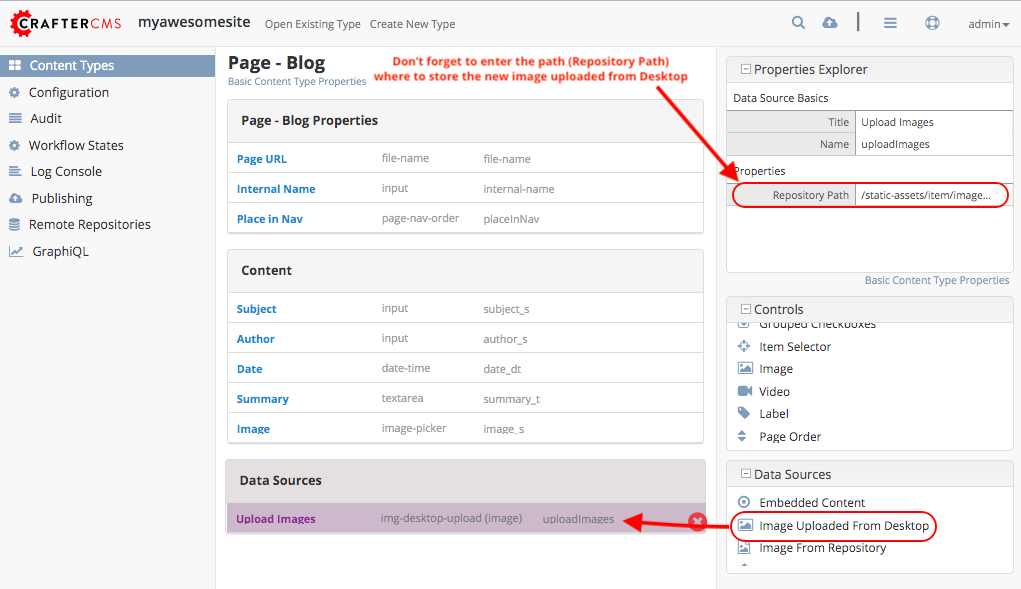 CRAFTERCMS
myawesomesite
Open Existing Type
Create New Type
admin
Content Types
Configuration
Audit
Workflow States
Log Console
Publishing
Remote Repositories
GraphiQL
Page - Blog
Basic Content Type Properties
Don't forget to enter the path (Repository Path)
where to store the new image uploaded from Desktop
Page - Blog Properties
Page URL file-name file-name
Internal Name input internal-name
Place in Nav page-nav-order placeInNav
Content
Subject input subject_s
Author input author_s
Date date-time date_dt
Summary textarea summary_t
Image image-picker image_s
Data Sources
Upload Images img-desktop-upload (image) uploadImages
Properties Explorer
Data Source Basics
Title Upload Images
Name uploadImages
Properties
Repository Path /static-assets/item/image...
Basic Content Type Properties
Controls
Grouped Checkboxes
Item Selector
Image
Video
Label
Page Order
Data Sources
Embedded Content
Image Uploaded From Desktop
Image From Repository